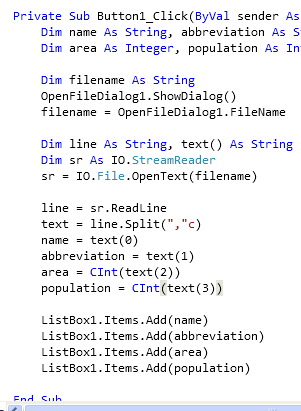 Private Sub Button1_Click(ByVal sender As
Dim name As String, abbreviation As
Dim area As Integer, population As
Dim filename As String
OpenFileDialog1.ShowDialog()
filename = OpenFileDialog1.FileName
Dim line As String, text() As String
Dim sr As IO.StreamReader
sr = IO.File.OpenText(filename)
line = sr.ReadLine
text = line.Split(","c)
name = text(0)
abbreviation = text(1)
area = CInt(text(2))
population = CInt(text(3))
ListBox1.Items.Add(name)
ListBox1.Items.Add(abbreviation)
ListBox1.Items.Add(area)
ListBox1.Items.Add(population)
End Sub